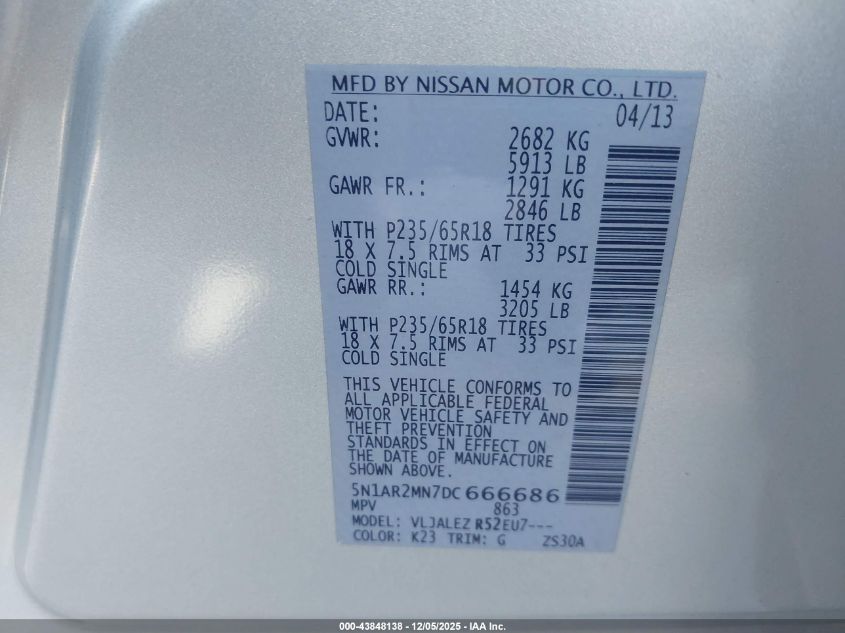 MFD BY NISSAN MOTOR CO., LTD.
DATE: 04/13
GVWR: 2682 KG
5913 LB
GAWR FR.: 1291 KG
2846 LB
WITH P235/65R18 TIRES
18 X 7.5 RIMS AT 33 PSI
COLD SINGLE
GAWR RR.: 1454 KG
3205 LB
WITH P235/65R18 TIRES
18 X 7.5 RIMS AT 33 PSI
COLD SINGLE
THIS VEHICLE CONFORMS TO
ALL APPLICABLE FEDERAL
MOTOR VEHICLE SAFETY AND
THEFT PREVENTION
STANDARDS IN EFFECT ON
THE DATE OF MANUFACTURE
SHOWN ABOVE.
5N1AR2MN7DC666686
MPV 863
MODEL: VLJALEZ R52EU7---
COLOR: K23 TRIM: G ZS30A
000-43848138 - 12/05/2025 - IAA Inc.